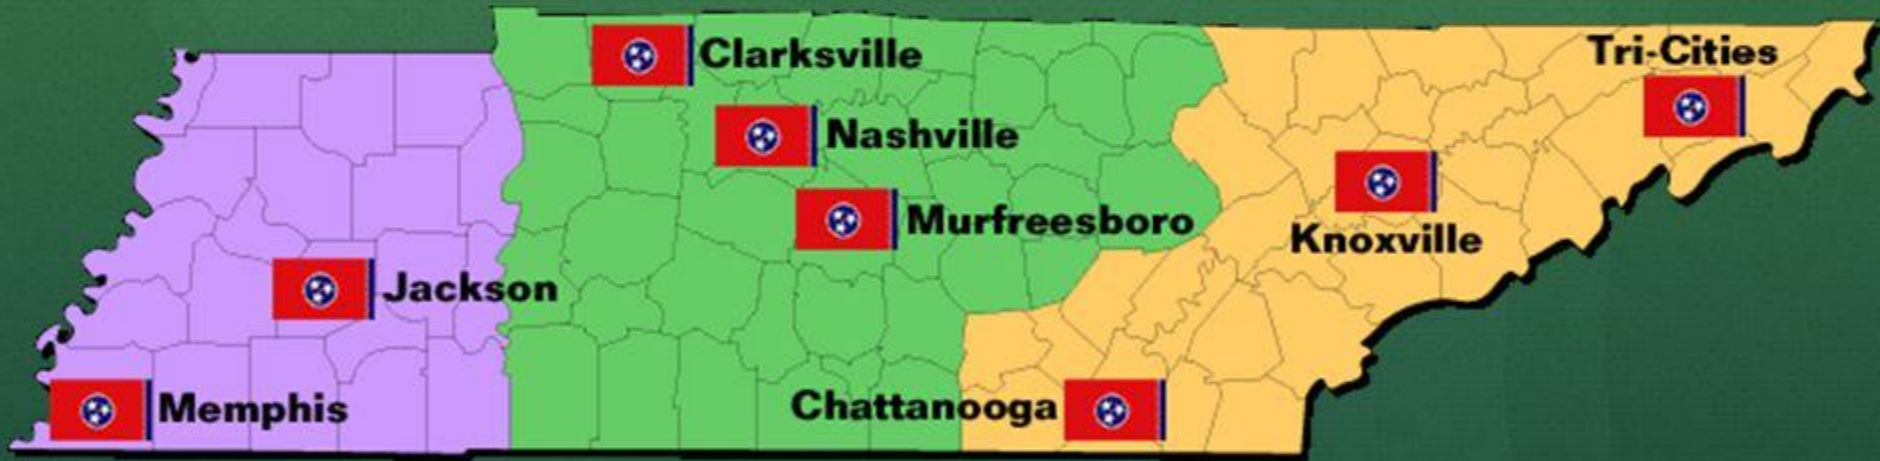 Clarksville
Tri-Cities
Nashville
Murfreesboro
Knoxville
Jackson
Memphis
Chattanooga